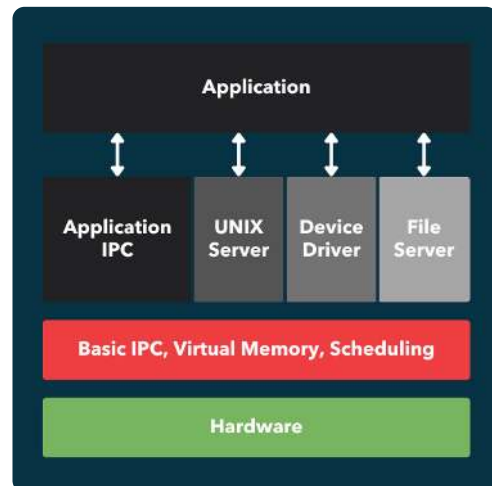 Application
Application
IPC
UNIX
Server
Device
Driver
File
Server
Basic IPC, Virtual Memory, Scheduling
Hardware